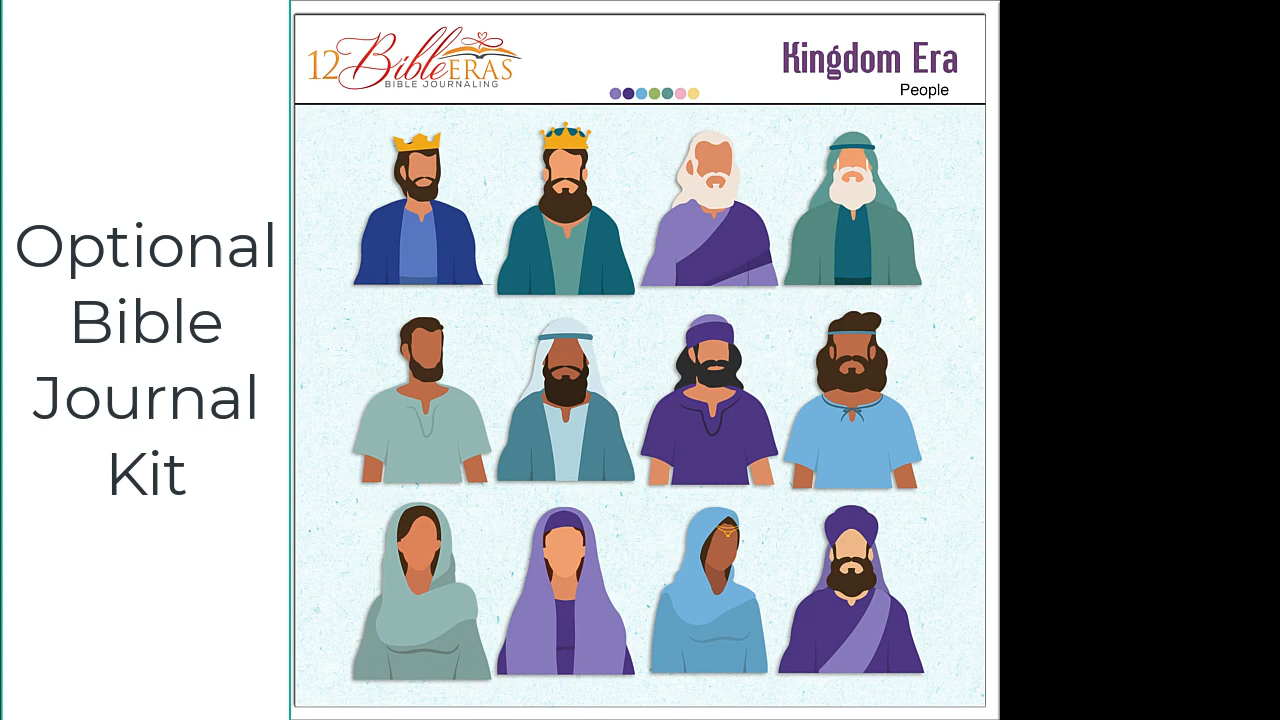 Optional
Bible
Journal
Kit
12 Bible ERAS
BIBLE JOURNALING
Kingdom Era
People